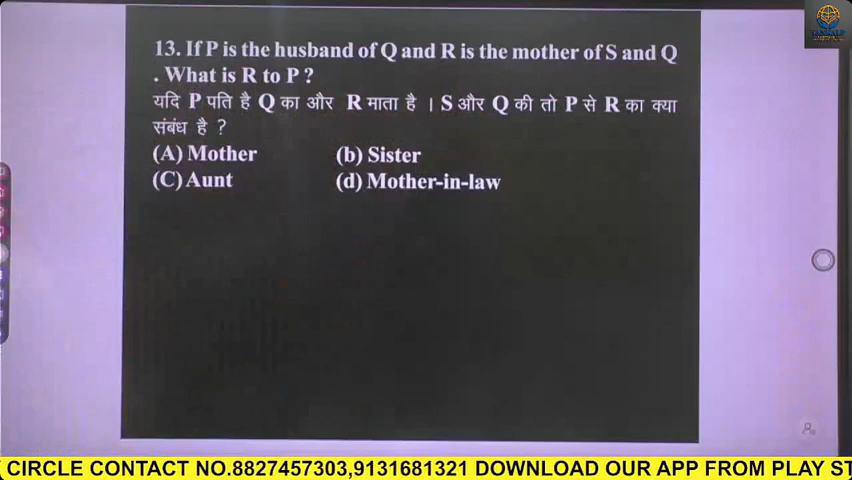 13. If P is the husband of Q and R is the mother of S and Q
. What is R to P ?
यदि P पति है Q का और R माता है । S और Q की तो P से R का क्या
संबंध है ?
(A) Mother (b) Sister
(C) Aunt (d) Mother-in-law
CIRCLE CONTACT NO.8827457303,9131681321 DOWNLOAD OUR APP FROM PLAY ST